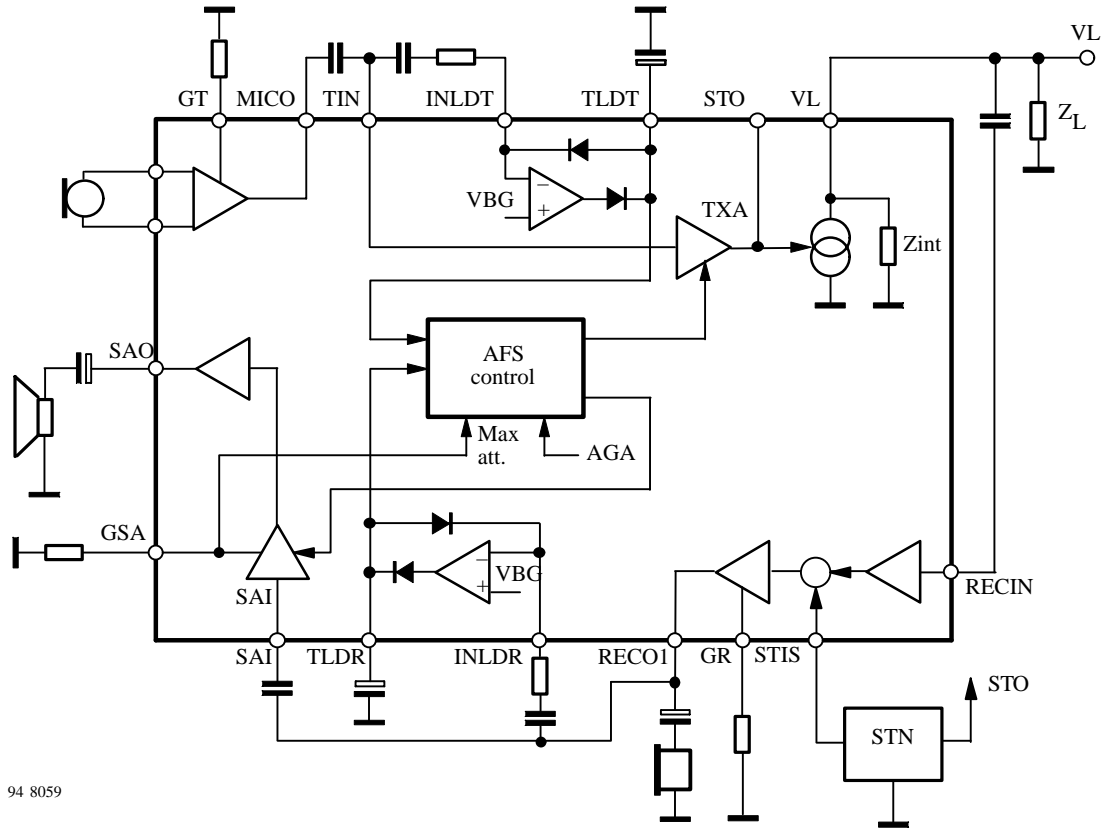 VL
GT MICO TIN INLDT TLDT STO VL
Z_L
VBG
−
+
TXA
Zint
SAO
AFS
control
Max
att.
AGA
GSA
SAI
−
+
VBG
RECIN
SAI TLDR INLDR RECO1 GR STIS
STO
STN
94 8059